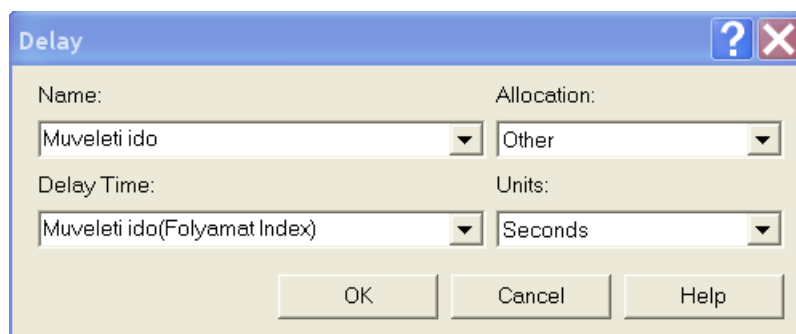 Delay
Name: Allocation:
Muveleti ido Other
Delay Time: Units:
Muveleti ido(Folyamat Index) Seconds
OK Cancel Help